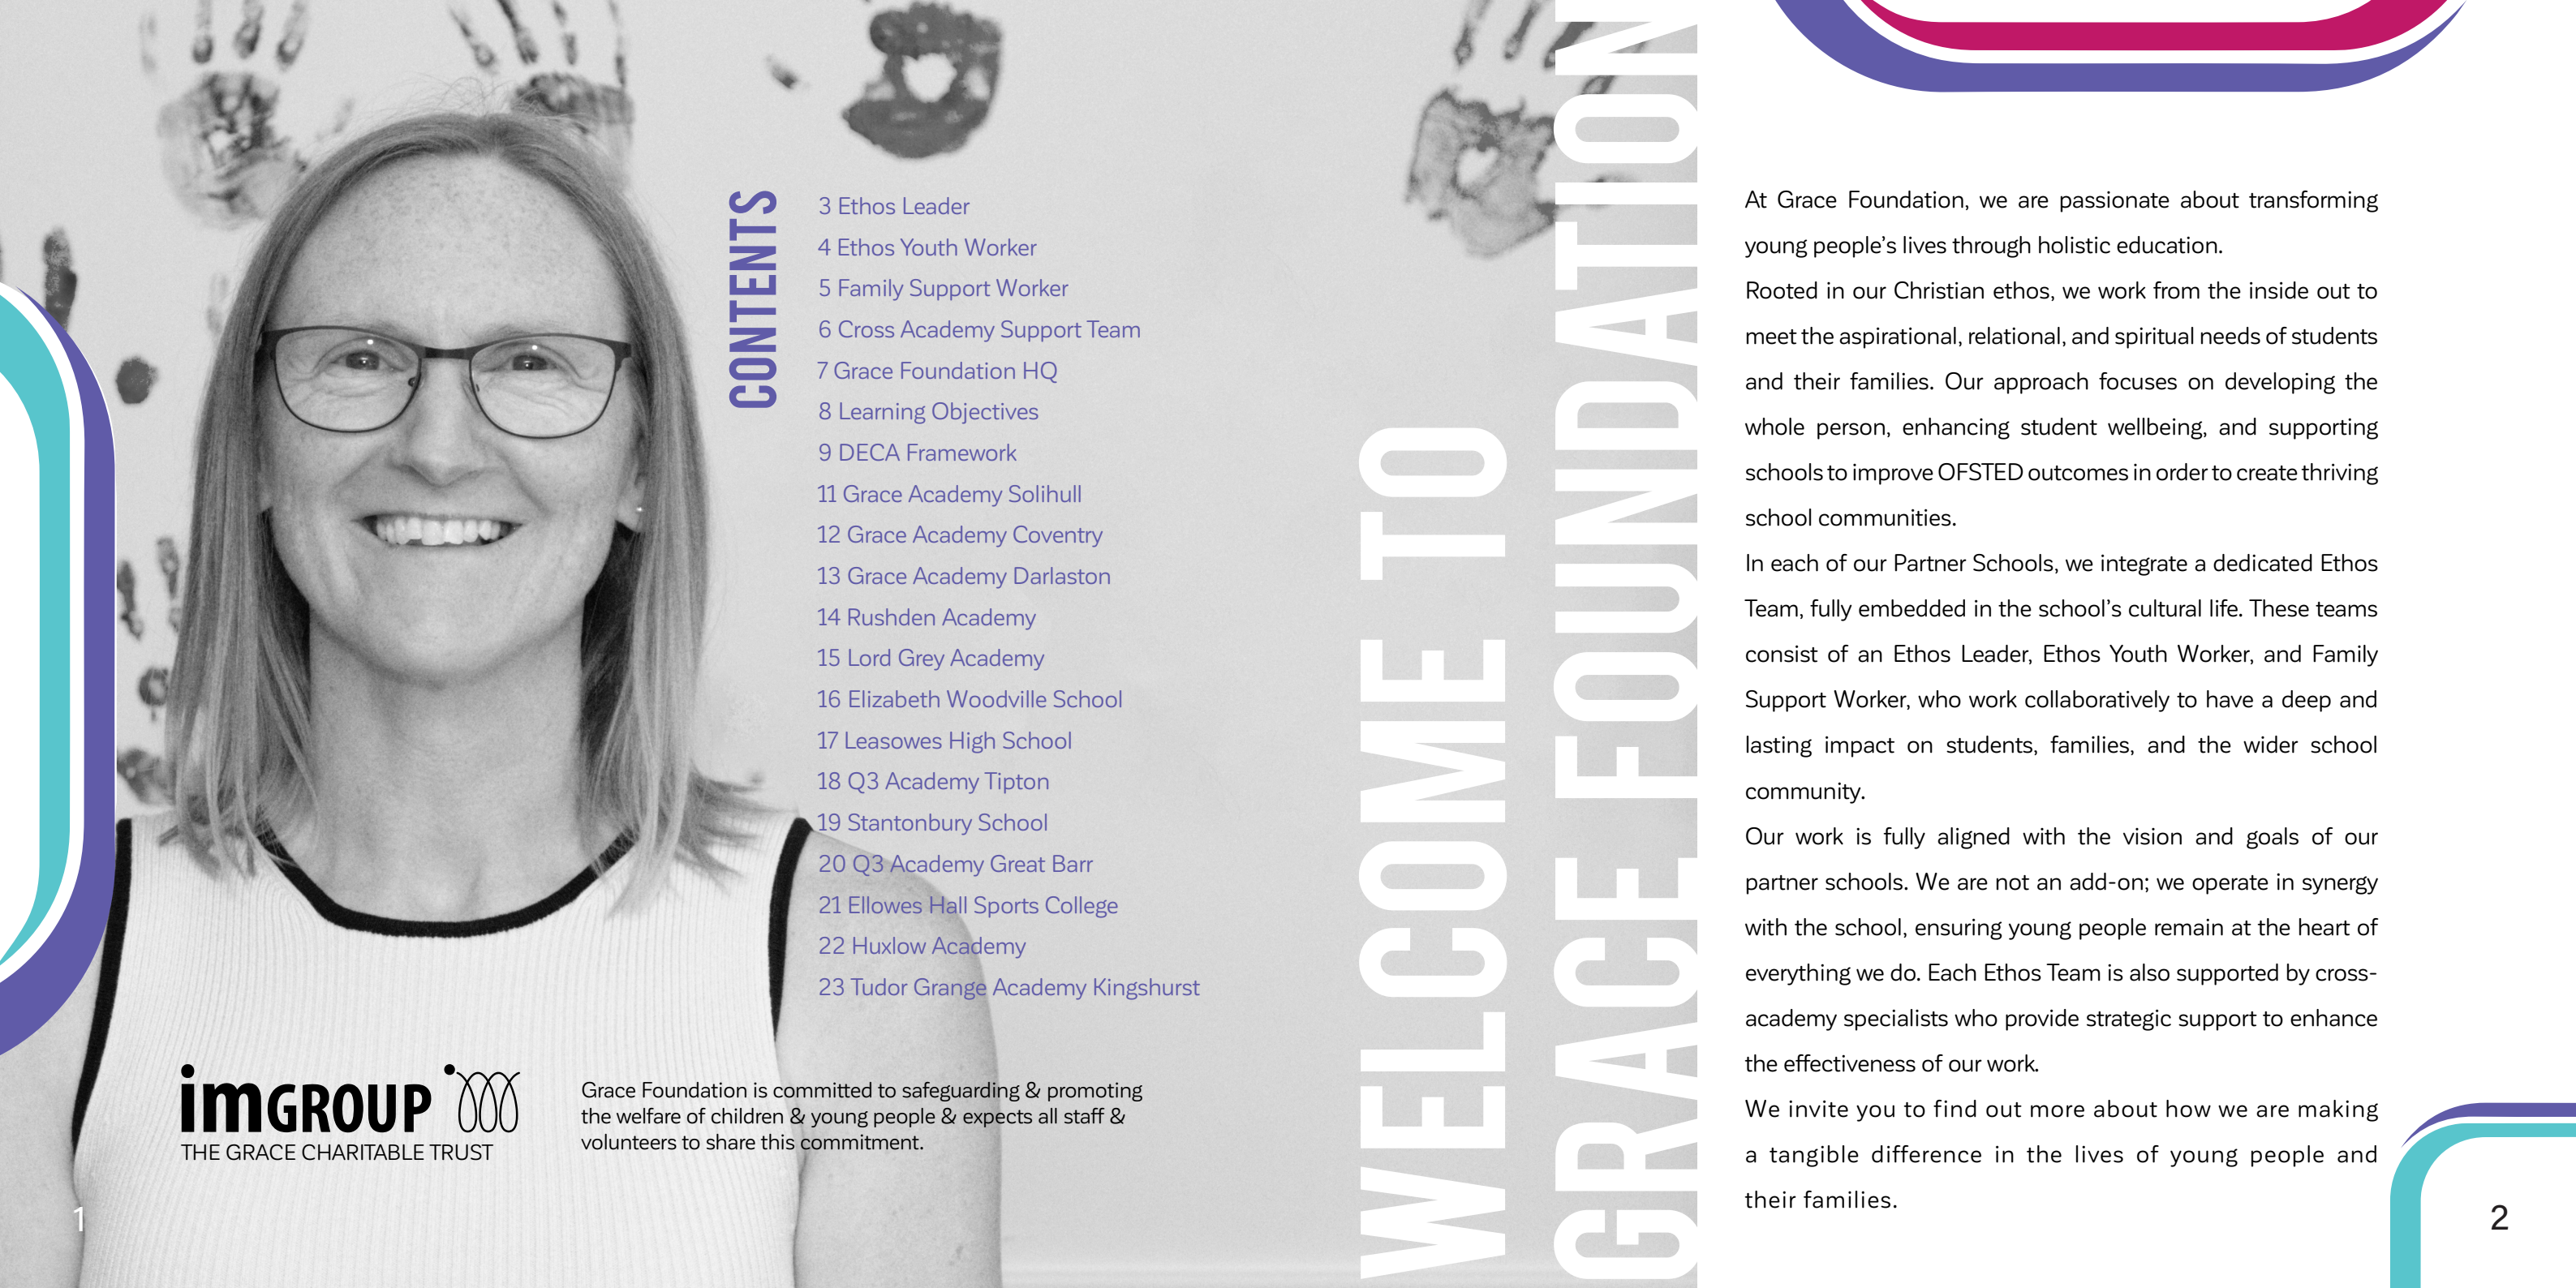 CONTENTS
3 Ethos Leader
4 Ethos Youth Worker
5 Family Support Worker
6 Cross Academy Support Team
7 Grace Foundation HQ
8 Learning Objectives
9 DECA Framework
11 Grace Academy Solihull
12 Grace Academy Coventry
13 Grace Academy Darlaston
14 Rushden Academy
15 Lord Grey Academy
16 Elizabeth Woodville School
17 Leasowes High School
18 Q3 Academy Tipton
19 Stantonbury School
20 Q3 Academy Great Barr
21 Ellowes Hall Sports College
22 Huxlow Academy
23 Tudor Grange Academy Kingshurst
imGROUP
THE GRACE CHARITABLE TRUST
Grace Foundation is committed to safeguarding & promoting
the welfare of children & young people & expects all staff &
volunteers to share this commitment.
1
WELCOME TO
GRACE FOUNDATION
At Grace Foundation, we are passionate about transforming
young people’s lives through holistic education.
Rooted in our Christian ethos, we work from the inside out to
meet the aspirational, relational, and spiritual needs of students
and their families. Our approach focuses on developing the
whole person, enhancing student wellbeing, and supporting
schools to improve OFSTED outcomes in order to create thriving
school communities.
In each of our Partner Schools, we integrate a dedicated Ethos
Team, fully embedded in the school’s cultural life. These teams
consist of an Ethos Leader, Ethos Youth Worker, and Family
Support Worker, who work collaboratively to have a deep and
lasting impact on students, families, and the wider school
community.
Our work is fully aligned with the vision and goals of our
partner schools. We are not an add-on; we operate in synergy
with the school, ensuring young people remain at the heart of
everything we do. Each Ethos Team is also supported by cross-
academy specialists who provide strategic support to enhance
the effectiveness of our work.
We invite you to find out more about how we are making
a tangible difference in the lives of young people and
their families.
2